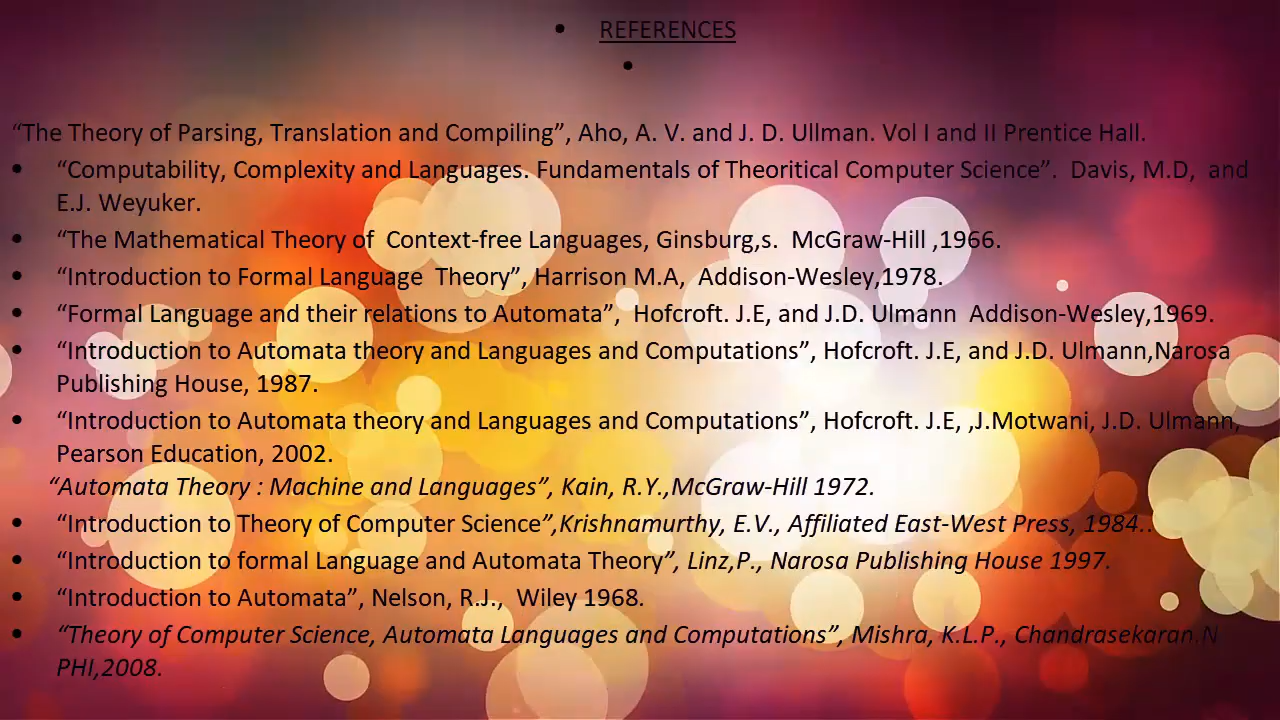 • REFERENCES
•
“The Theory of Parsing, Translation and Compiling”, Aho, A. V. and J. D. Ullman. Vol I and II Prentice Hall.
• “Computability, Complexity and Languages. Fundamentals of Theoritical Computer Science”.  Davis, M.D,  and
E.J. Weyuker.
• “The Mathematical Theory of  Context-free Languages, Ginsburg,s.  McGraw-Hill ,1966.
• “Introduction to Formal Language  Theory”, Harrison M.A,  Addison-Wesley,1978.
• “Formal Language and their relations to Automata”,  Hofcroft. J.E, and J.D. Ulmann  Addison-Wesley,1969.
• “Introduction to Automata theory and Languages and Computations”, Hofcroft. J.E, and J.D. Ulmann,Narosa
Publishing House, 1987.
• “Introduction to Automata theory and Languages and Computations”, Hofcroft. J.E, ,J.Motwani, J.D. Ulmann,
Pearson Education, 2002.
“Automata Theory : Machine and Languages”, Kain, R.Y.,McGraw-Hill 1972.
• “Introduction to Theory of Computer Science”,Krishnamurthy, E.V., Affiliated East-West Press, 1984..
• “Introduction to formal Language and Automata Theory”, Linz,P., Narosa Publishing House 1997.
• “Introduction to Automata”, Nelson, R.J.,  Wiley 1968.
• “Theory of Computer Science, Automata Languages and Computations”, Mishra, K.L.P., Chandrasekaran.N
PHI,2008.